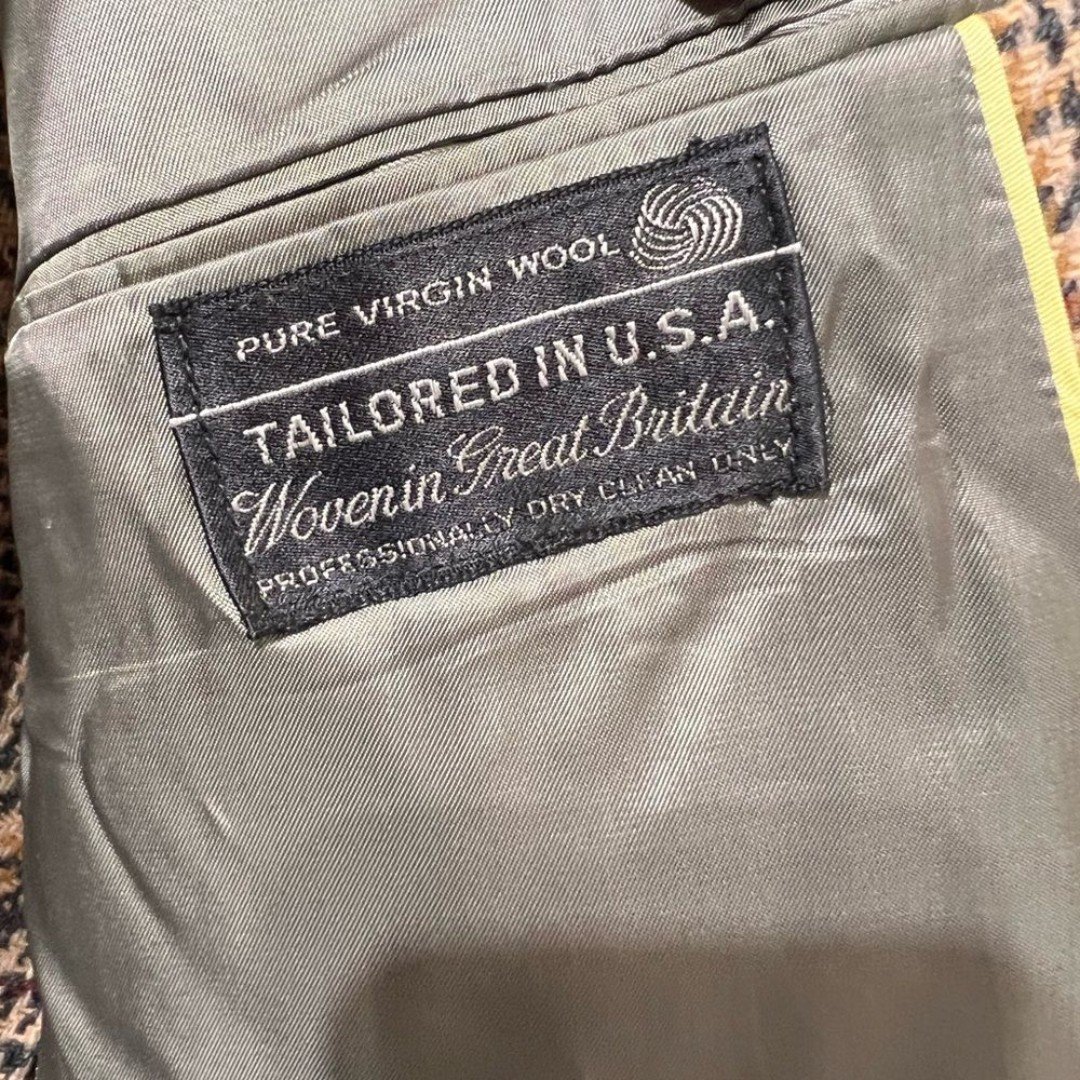 PURE VIRGIN WOOL
TAILORED IN U.S.A.
Woven in Great Britain
PROFESSIONALLY DRY CLEAN ONLY